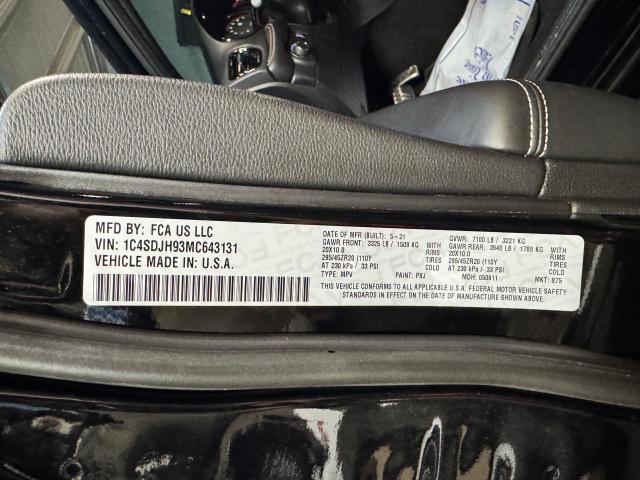 MFD BY: FCA US LLC
VIN: 1C4SDJH93MC643131
VEHICLE MADE IN: U.S.A.
DATE OF MFR (BUILT): 5-21
GVWR: 7100 LB / 3221 KG
GAWR FRONT: 3325 LB / 1509 KG WITH
GAWR REAR: 3940 LB / 1788 KG WITH
20X10.0 RIMS
20X10.0 RIMS
295/45ZR20 (110Y TIRES
295/45ZR20 (110Y TIRES
AT 230 kPa / 33 PSI COLD
AT 230 kPa / 33 PSI COLD
TYPE: MPV PAINT: PXJ MDH: 050611 MKT: 875
THIS VEHICLE CONFORMS TO ALL APPLICABLE U.S.A. FEDERAL MOTOR VEHICLE SAFETY
STANDARDS IN EFFECT ON THE DATE OF MANUFACTURE SHOWN ABOVE.